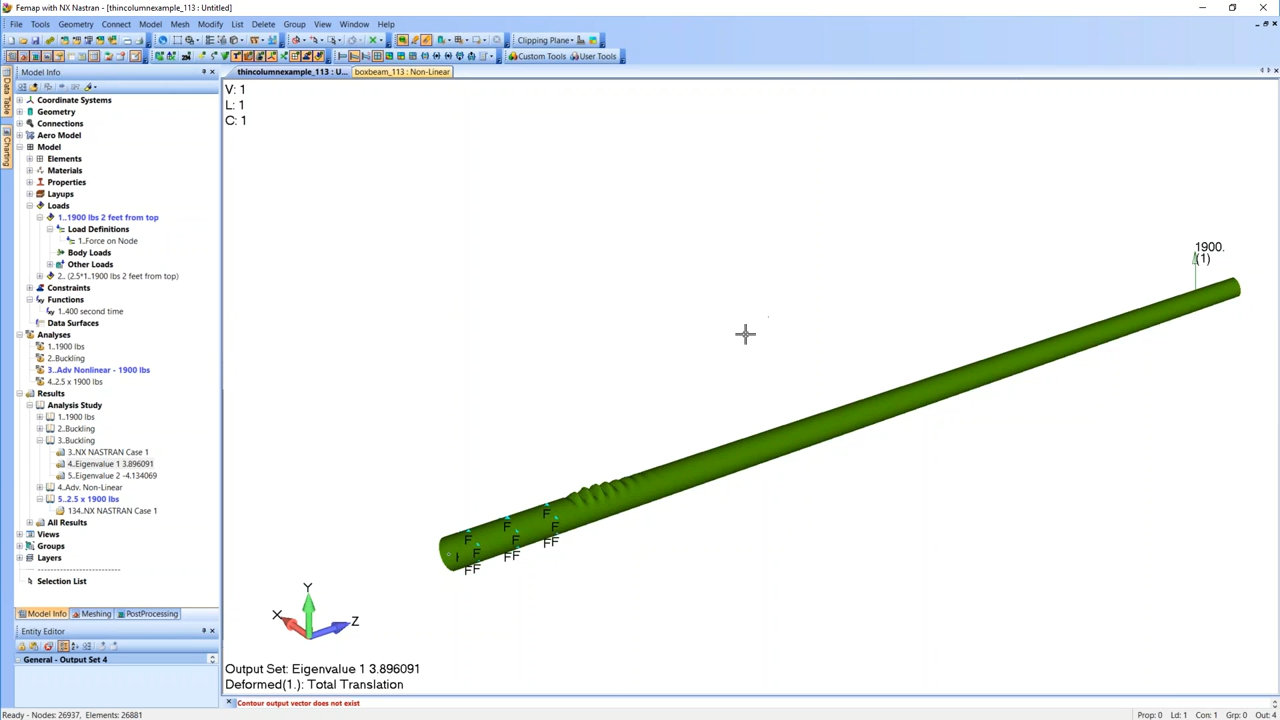 Femap with NX Nastran - [thincolumnexample_113 : Untitled]
File Tools Geometry Connect Model Mesh Modify List Delete Group View Window Help
Clipping Plane
Custom Tools User Tools
Model Info
thincolumnexample_113 : U... boxbeam_113 : Non-Linear
Data Table
Charting
Coordinate Systems
Geometry
Connections
Aero Model
Model
Elements
Materials
Properties
Layups
Loads
1..1900 lbs 2 feet from top
Load Definitions
1..Force on Node
Body Loads
Other Loads
2.. (2.5*1..1900 lbs 2 feet from top)
Constraints
Functions
1..400 second time
Data Surfaces
Analyses
1..1900 lbs
2..Buckling
3..Adv Nonlinear - 1900 lbs
4..2.5 x 1900 lbs
Results
Analysis Study
1..1900 lbs
2..Buckling
3..Buckling
3..NX NASTRAN Case 1
4..Eigenvalue 1 3.896091
5..Eigenvalue 2 -4.134069
4..Adv. Non-Linear
5..2.5 x 1900 lbs
134..NX NASTRAN Case 1
All Results
Views
Groups
Layers
Selection List
Model Info Meshing PostProcessing
Entity Editor
General - Output Set 4
V: 1
L: 1
C: 1
1900.
(1)
F
F
F
F
F
F
FF
FF
FF
Y
X
Z
Output Set: Eigenvalue 1 3.896091
Deformed(1.): Total Translation
Contour output vector does not exist
Ready - Nodes: 26937, Elements: 26881
Prop: 0 Ld: 1 Con: 1 Grp: 0 Out: 4